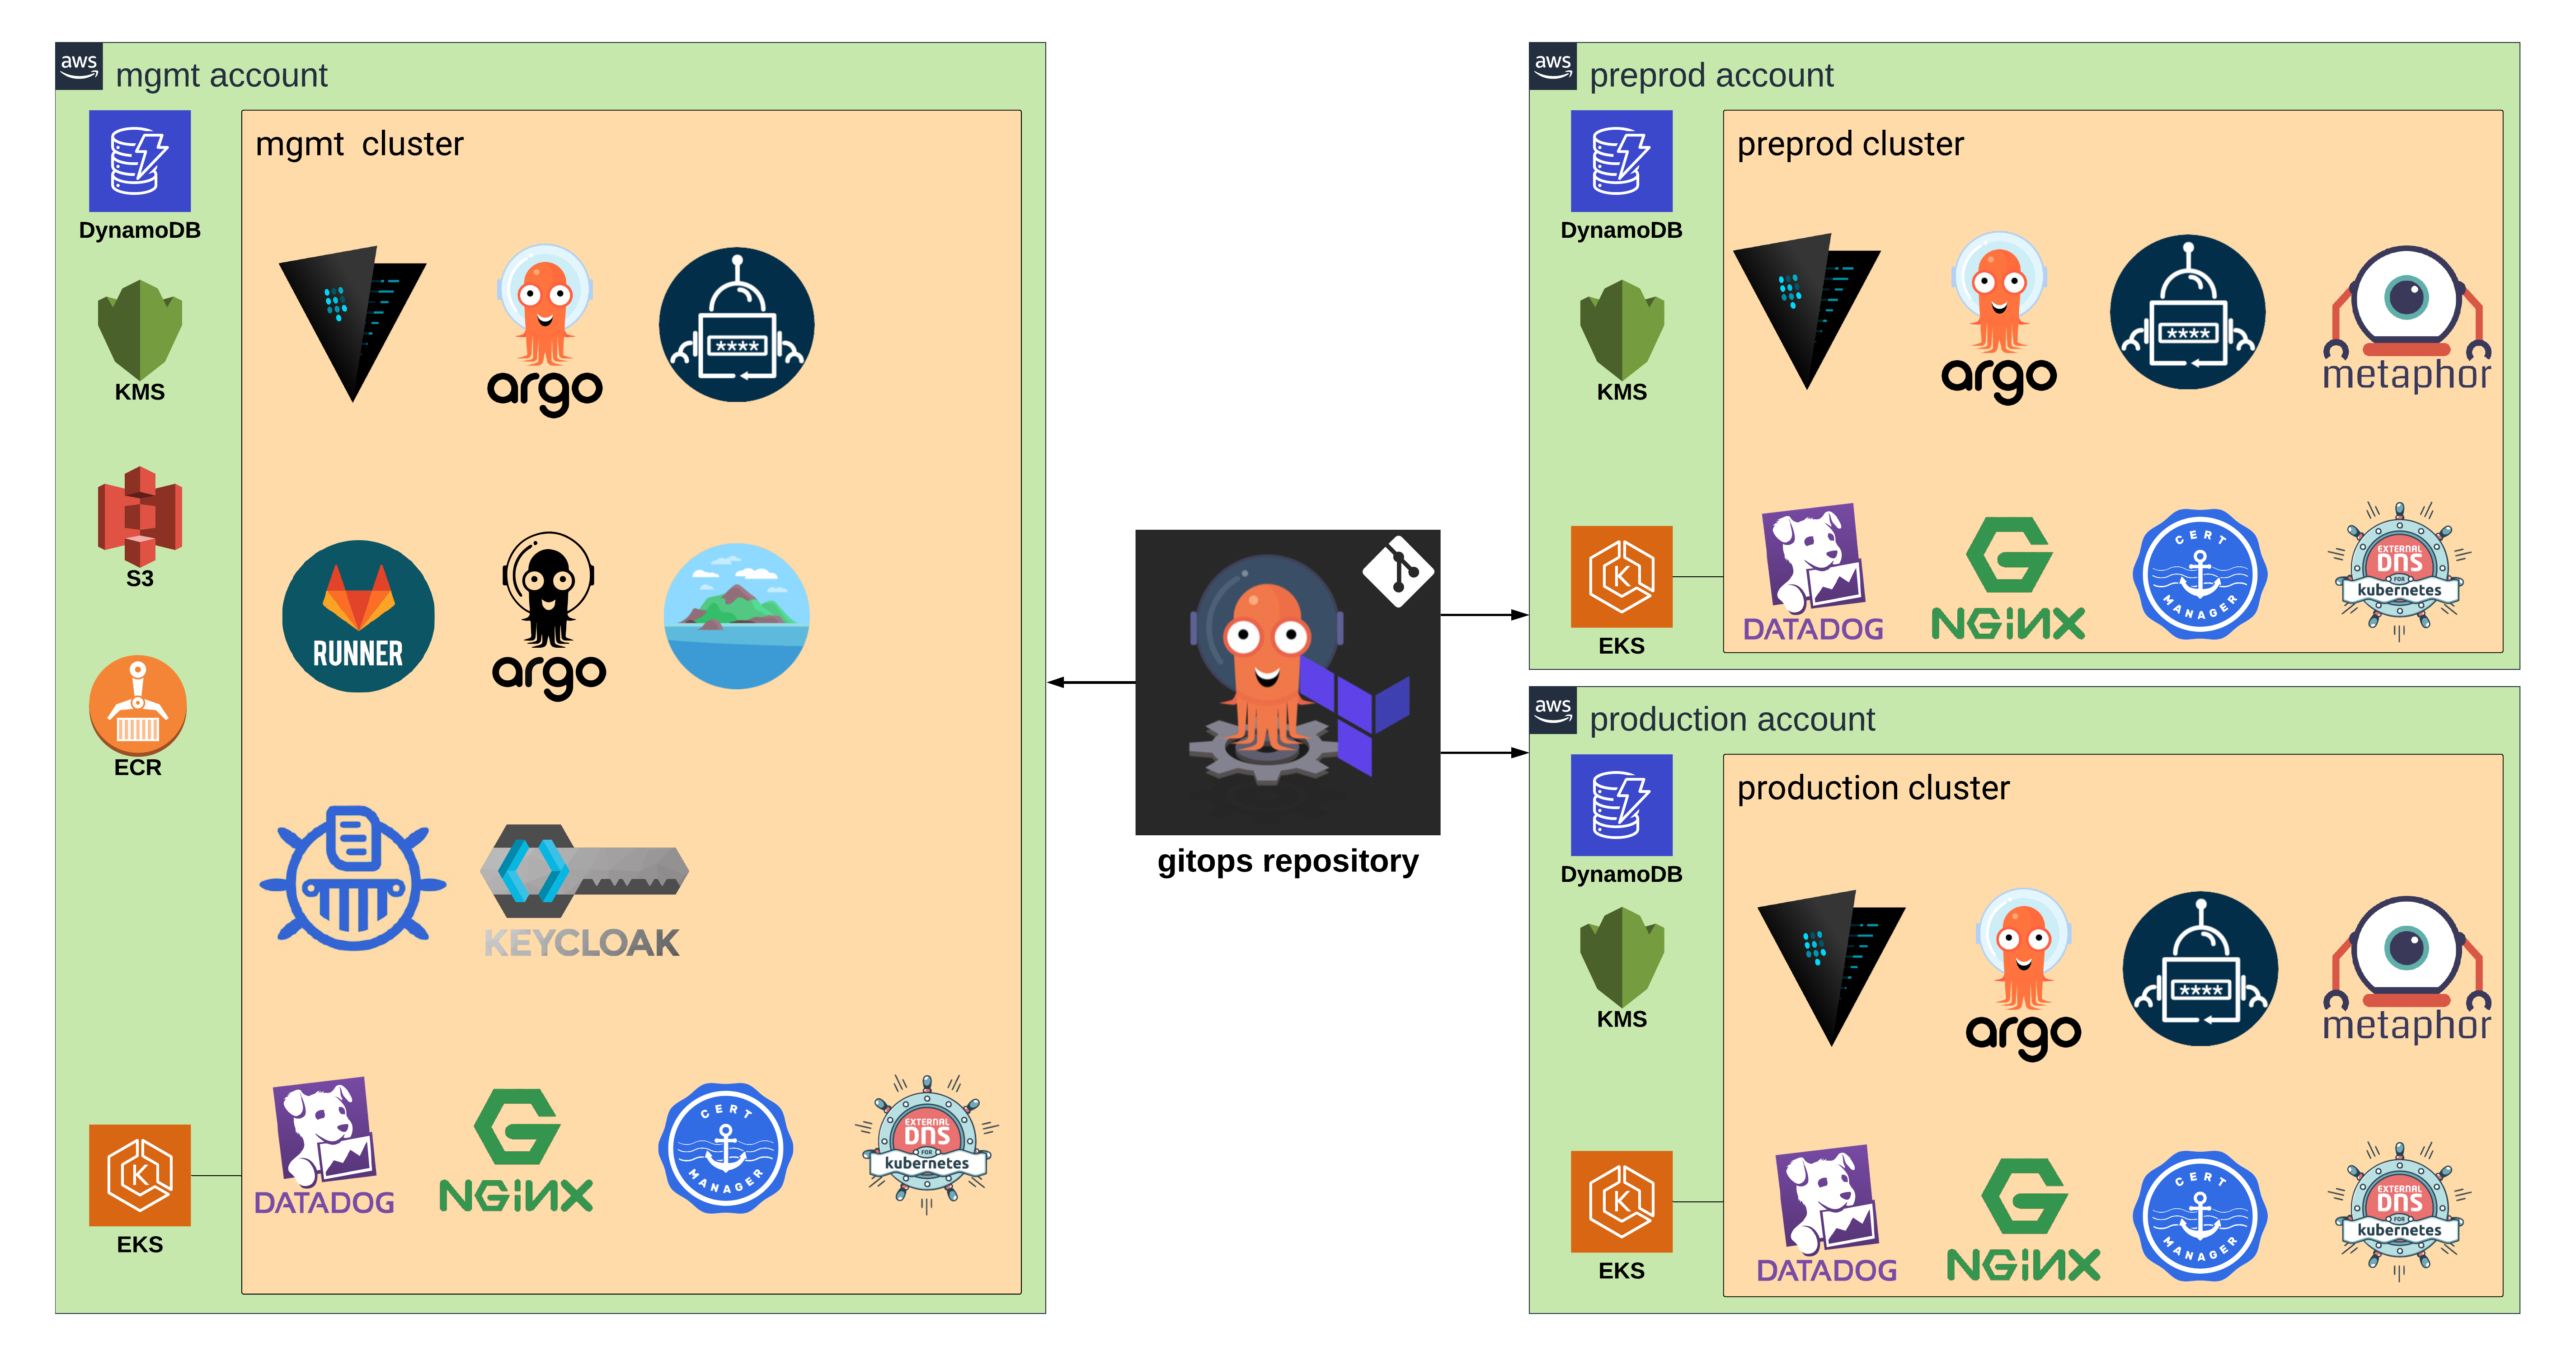 aws
mgmt account
DynamoDB
KMS
S3
ECR
EKS
mgmt cluster
argo
****
RUNNER
argo
KEYCLOAK
DATADOG
NGiNX
CERT
MANAGER
EXTERNAL
DNS
FOR
kubernetes
gitops repository
aws
preprod account
DynamoDB
KMS
EKS
preprod cluster
argo
****
metaphor
DATADOG
NGiNX
CERT
MANAGER
EXTERNAL
DNS
FOR
kubernetes
aws
production account
DynamoDB
KMS
EKS
production cluster
argo
****
metaphor
DATADOG
NGiNX
CERT
MANAGER
EXTERNAL
DNS
FOR
kubernetes